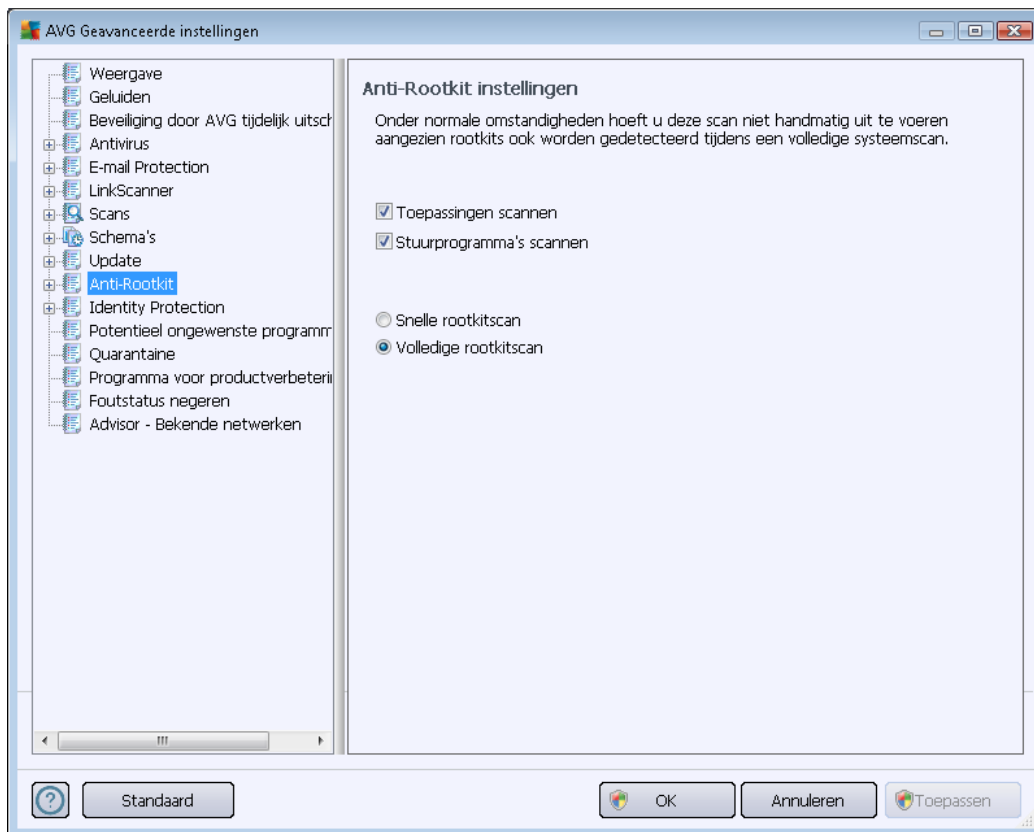 AVG Geavanceerde instellingen
Weergave
Geluiden
Beveiliging door AVG tijdelijk uitsch
Antivirus
E-mail Protection
LinkScanner
Scans
Schema's
Update
Anti-Rootkit
Identity Protection
Potentieel ongewenste programm
Quarantaine
Programma voor productverbeterin
Foutstatus negeren
Advisor - Bekende netwerken
Anti-Rootkit instellingen
Onder normale omstandigheden hoeft u deze scan niet handmatig uit te voeren
aangezien rootkits ook worden gedetecteerd tijdens een volledige systeemscan.
Toepassingen scannen
Stuurprogramma's scannen
Snelle rootkitscan
Volledige rootkitscan
?
Standaard
OK
Annuleren
Toepassen